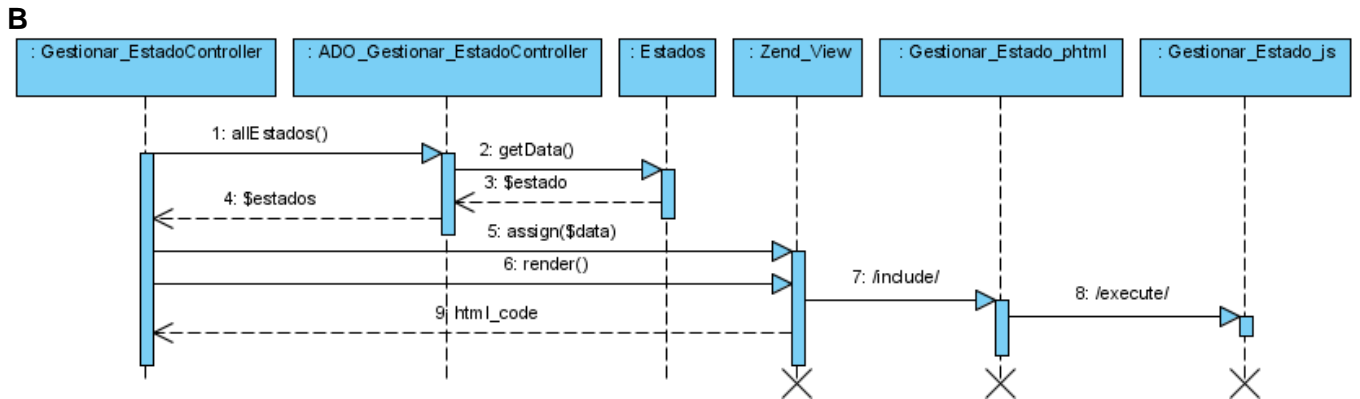 B
: Gestionar_EstadoController
: ADO_Gestionar_EstadoController
: Estados
: Zend_View
: Gestionar_Estado_phtml
: Gestionar_Estado_js
1: allEstados()
2: getData()
3: $estado
4: $estados
5: assign($data)
6: render()
7: /include/
8: /execute/
9: html_code